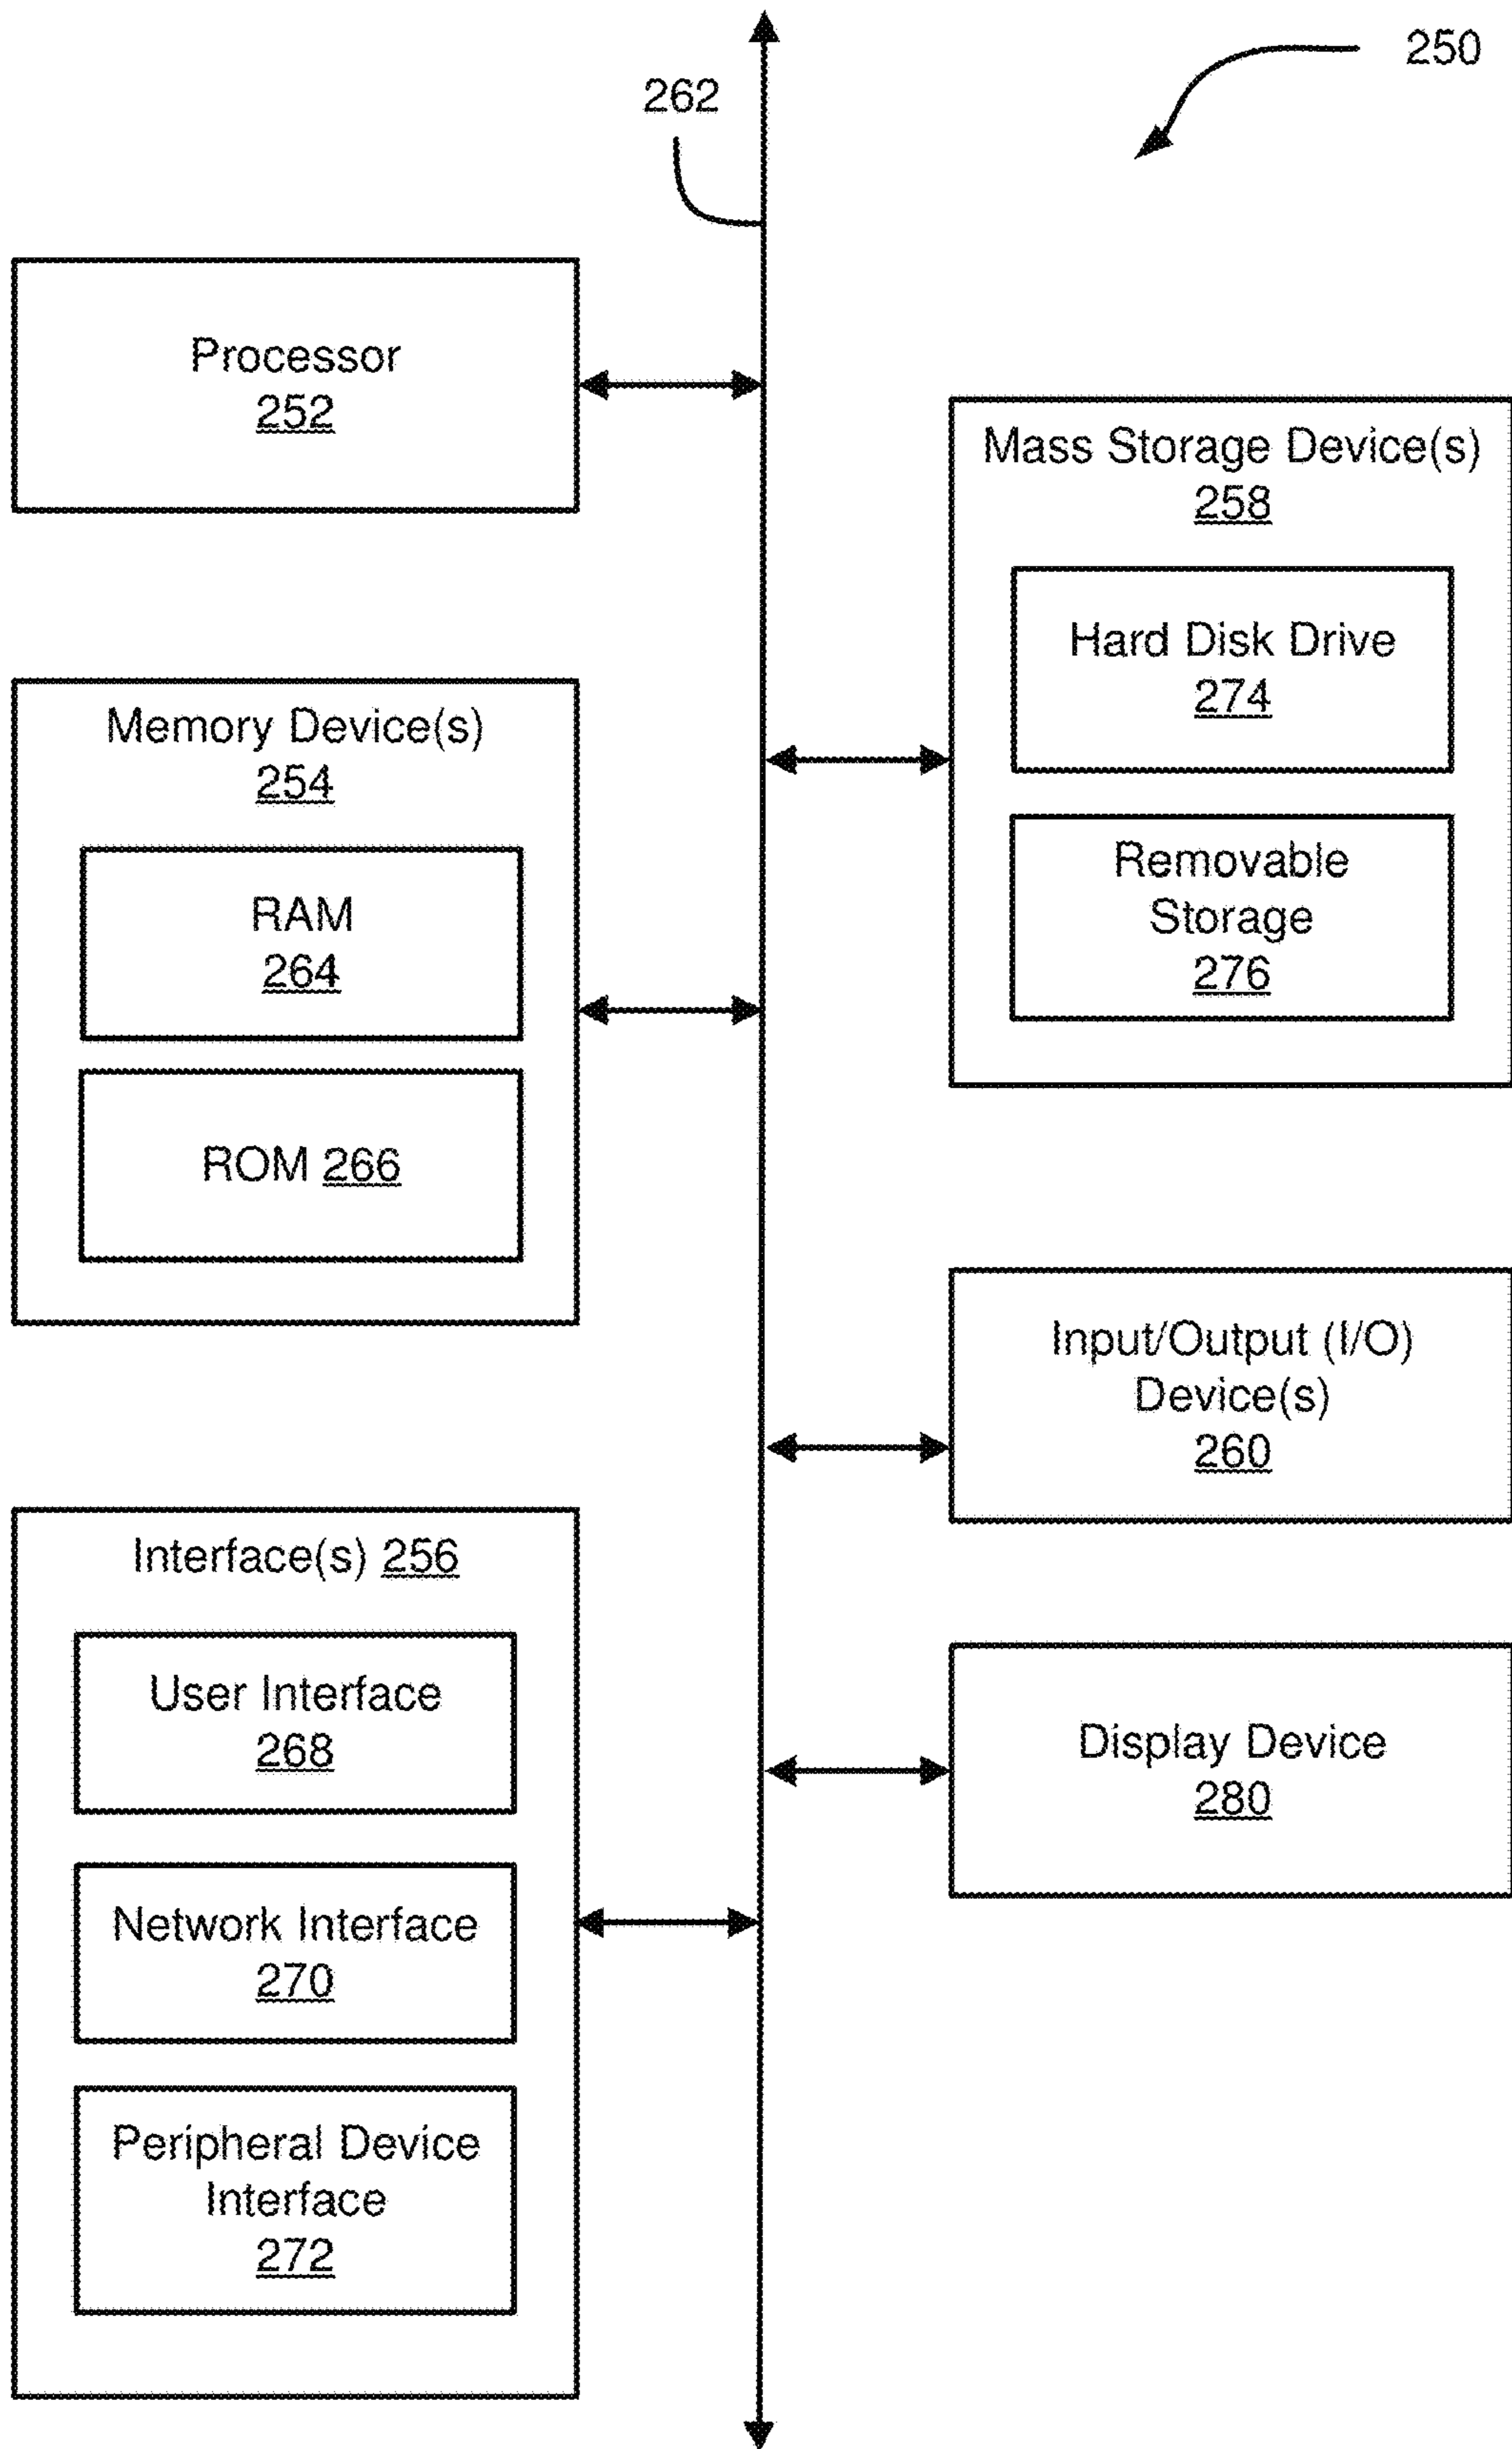 250
262
Processor
252
Mass Storage Device(s)
258
Hard Disk Drive
274
Removable
Storage
276
Memory Device(s)
254
RAM
264
ROM 266
Input/Output (I/O)
Device(s)
260
Interface(s) 256
User Interface
268
Network Interface
270
Peripheral Device
Interface
272
Display Device
280